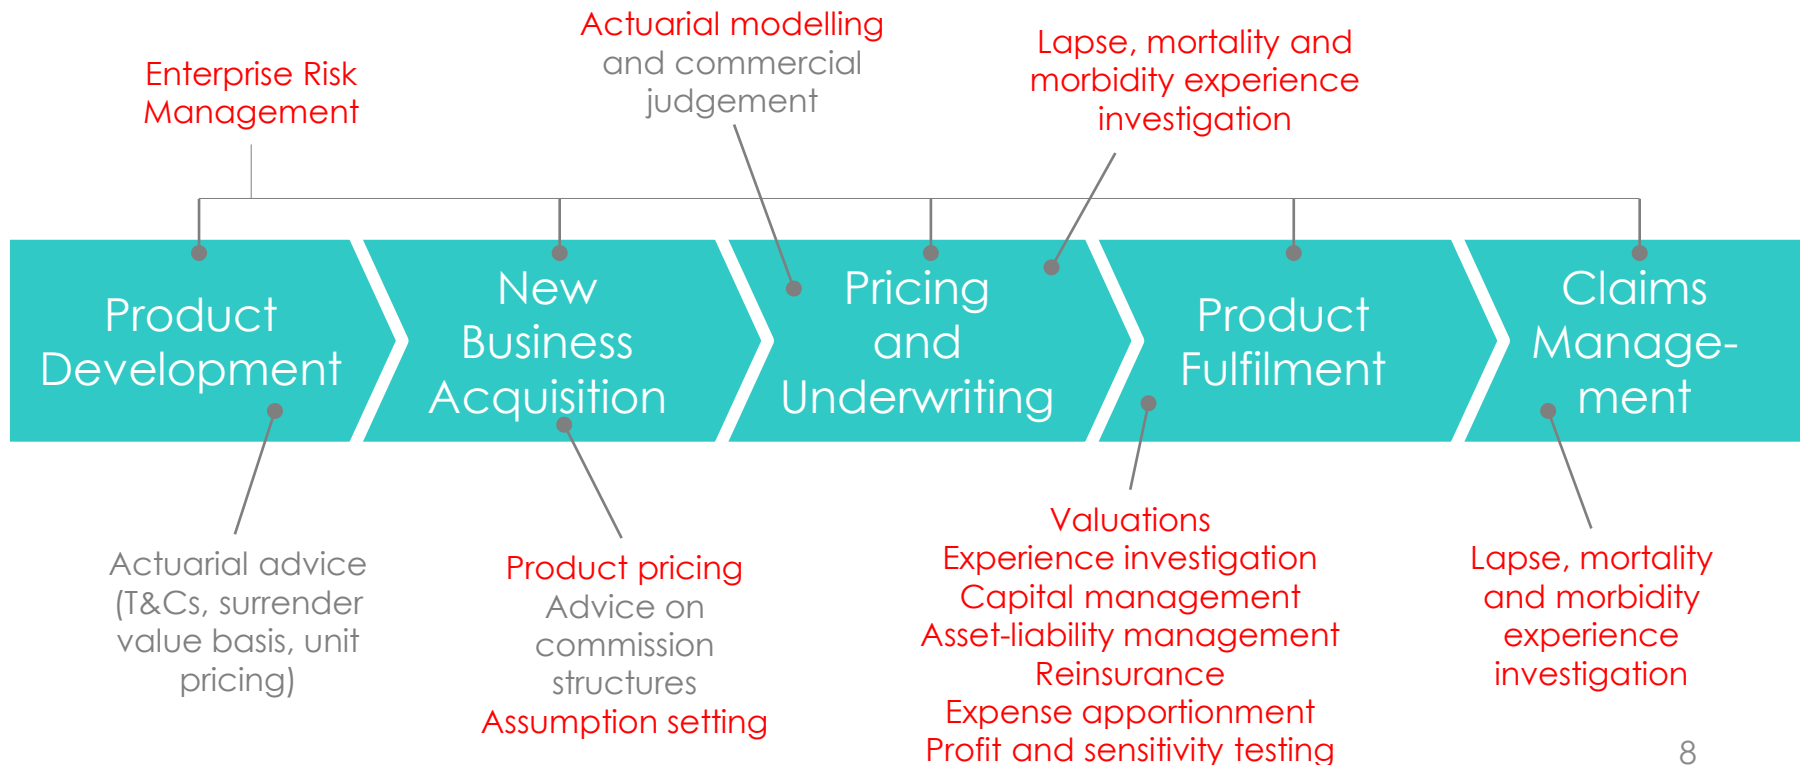 Actuarial modelling
and commercial
judgement
Lapse, mortality and
morbidity experience
investigation
Enterprise Risk
Management
Product
Development
New
Business
Acquisition
Pricing
and
Underwriting
Product
Fulfilment
Claims
Manage-
ment
Actuarial advice
(T&Cs, surrender
value basis, unit
pricing)
Product pricing
Advice on
commission
structures
Assumption setting
Valuations
Experience investigation
Capital management
Asset-liability management
Reinsurance
Expense apportionment
Profit and sensitivity testing
Lapse, mortality
and morbidity
experience
investigation
8